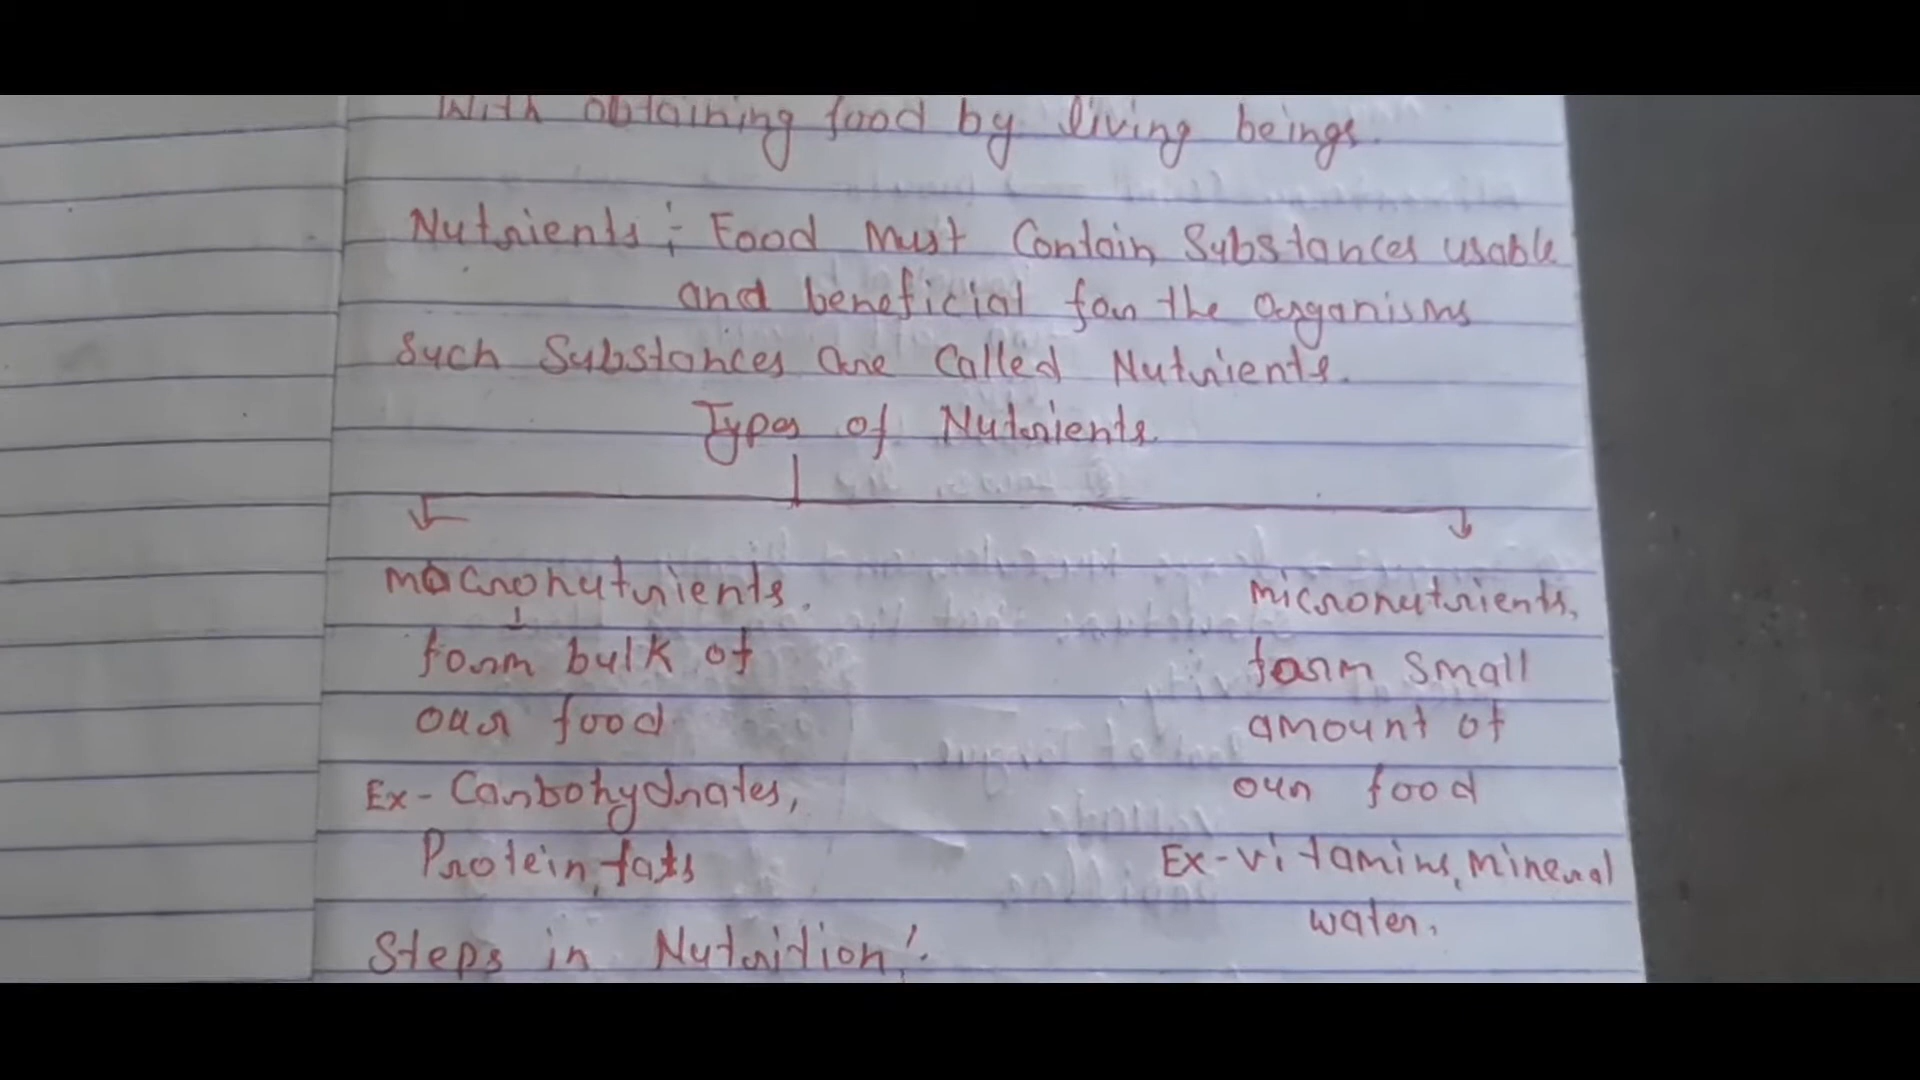 With obtaining food by living beings.
Nutrients :- Food Must Contain Substances usable
and beneficial for the Organisms
Such Substances are Called Nutrients.
Types of Nutrients
macronutrients.
micronutrients.
form bulk of
form small
our food
amount of
Ex- Carbohydrates,
our food
Protein, fats
Ex- vitamins, mineral
water.
Steps in Nutrition: